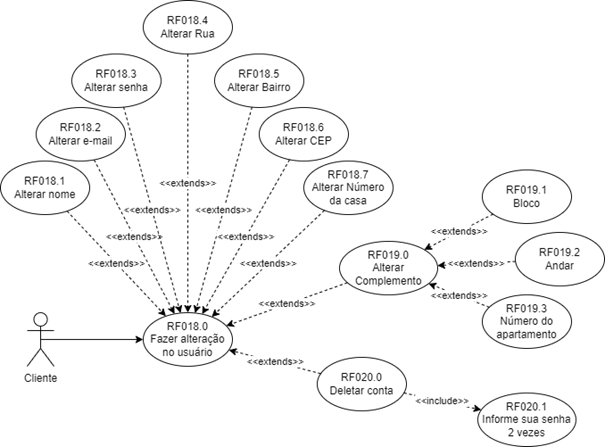 RF018.4
Alterar Rua
RF018.3
Alterar senha
RF018.5
Alterar Bairro
RF018.2
Alterar e-mail
RF018.6
Alterar CEP
RF018.1
Alterar nome
<<extends>>
RF018.7
Alterar Número
da casa
<<extends>>
<<extends>>
<<extends>>
<<extends>>
<<extends>>
<<extends>>
RF019.1
Bloco
<<extends>>
RF019.0
Alterar
Complemento
<<extends>>
RF019.2
Andar
<<extends>>
RF019.3
Número do
apartamento
<<extends>>
RF018.0
Fazer alteração
no usuário
Cliente
<<extends>>
RF020.0
Deletar conta
<<include>>
RF020.1
Informe sua senha
2 vezes